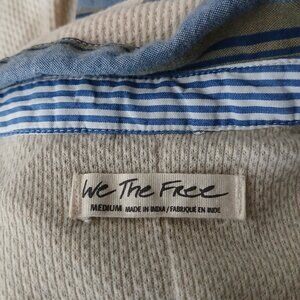 We The Free
MEDIUM MADE IN INDIA / FABRIQUÉ EN INDE